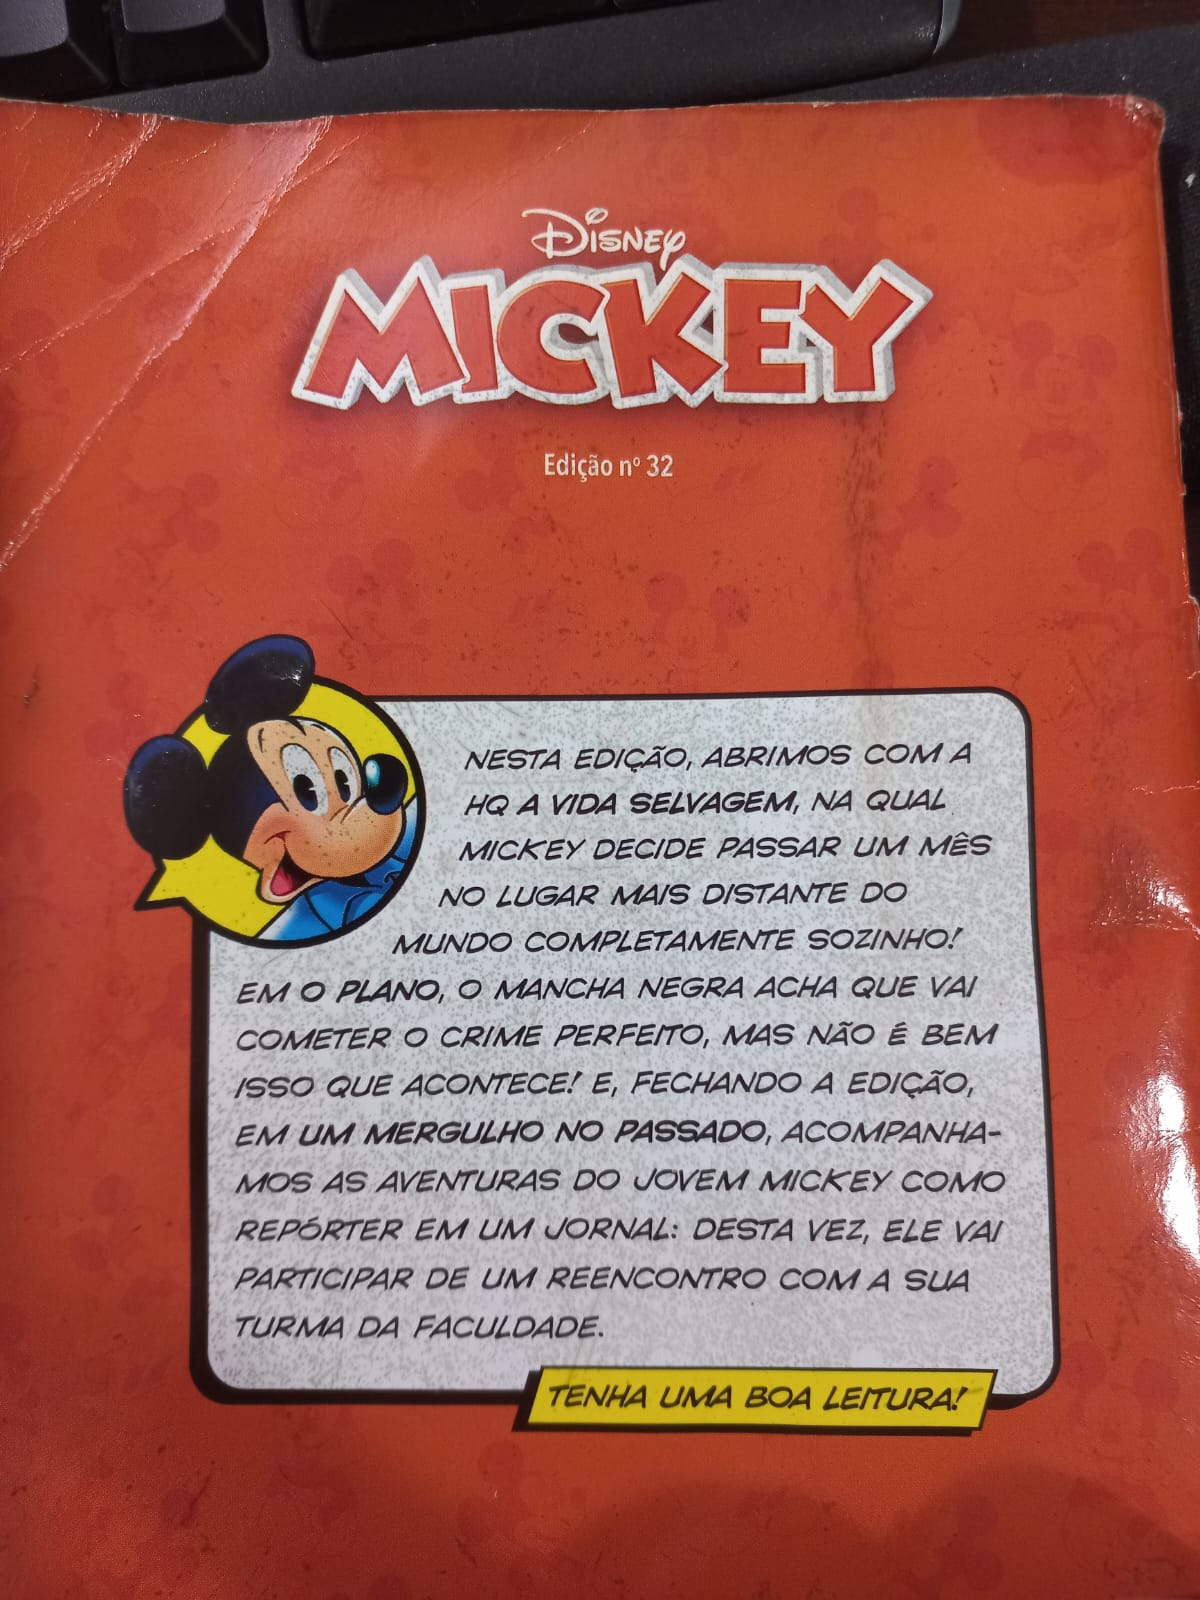 Disney
MICKEY
Edição nº 32
NESTA EDIÇÃO, ABRIMOS COM A
HQ A VIDA SELVAGEM, NA QUAL
MICKEY DECIDE PASSAR UM MÊS
NO LUGAR MAIS DISTANTE DO
MUNDO COMPLETAMENTE SOZINHO!
EM O PLANO, O MANCHA NEGRA ACHA QUE VAI
COMETER O CRIME PERFEITO, MAS NÃO É BEM
ISSO QUE ACONTECE! E, FECHANDO A EDIÇÃO,
EM UM MERGULHO NO PASSADO, ACOMPANHA-
MOS AS AVENTURAS DO JOVEM MICKEY COMO
REPÓRTER EM UM JORNAL: DESTA VEZ, ELE VAI
PARTICIPAR DE UM REENCONTRO COM A SUA
TURMA DA FACULDADE.
TENHA UMA BOA LEITURA!